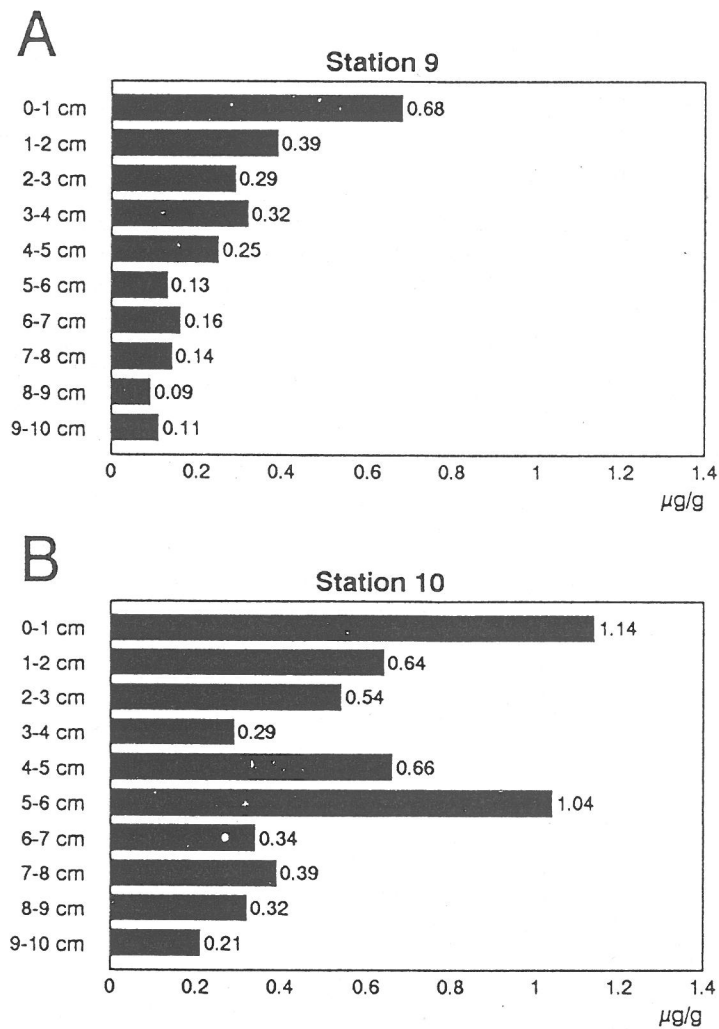 A
Station 9
0-1 cm 0.68
1-2 cm 0.39
2-3 cm 0.29
3-4 cm 0.32
4-5 cm 0.25
5-6 cm 0.13
6-7 cm 0.16
7-8 cm 0.14
8-9 cm 0.09
9-10 cm 0.11
0 0.2 0.4 0.6 0.8 1 1.2 1.4
µg/g
B
Station 10
0-1 cm 1.14
1-2 cm 0.64
2-3 cm 0.54
3-4 cm 0.29
4-5 cm 0.66
5-6 cm 1.04
6-7 cm 0.34
7-8 cm 0.39
8-9 cm 0.32
9-10 cm 0.21
0 0.2 0.4 0.6 0.8 1 1.2 1.4
µg/g